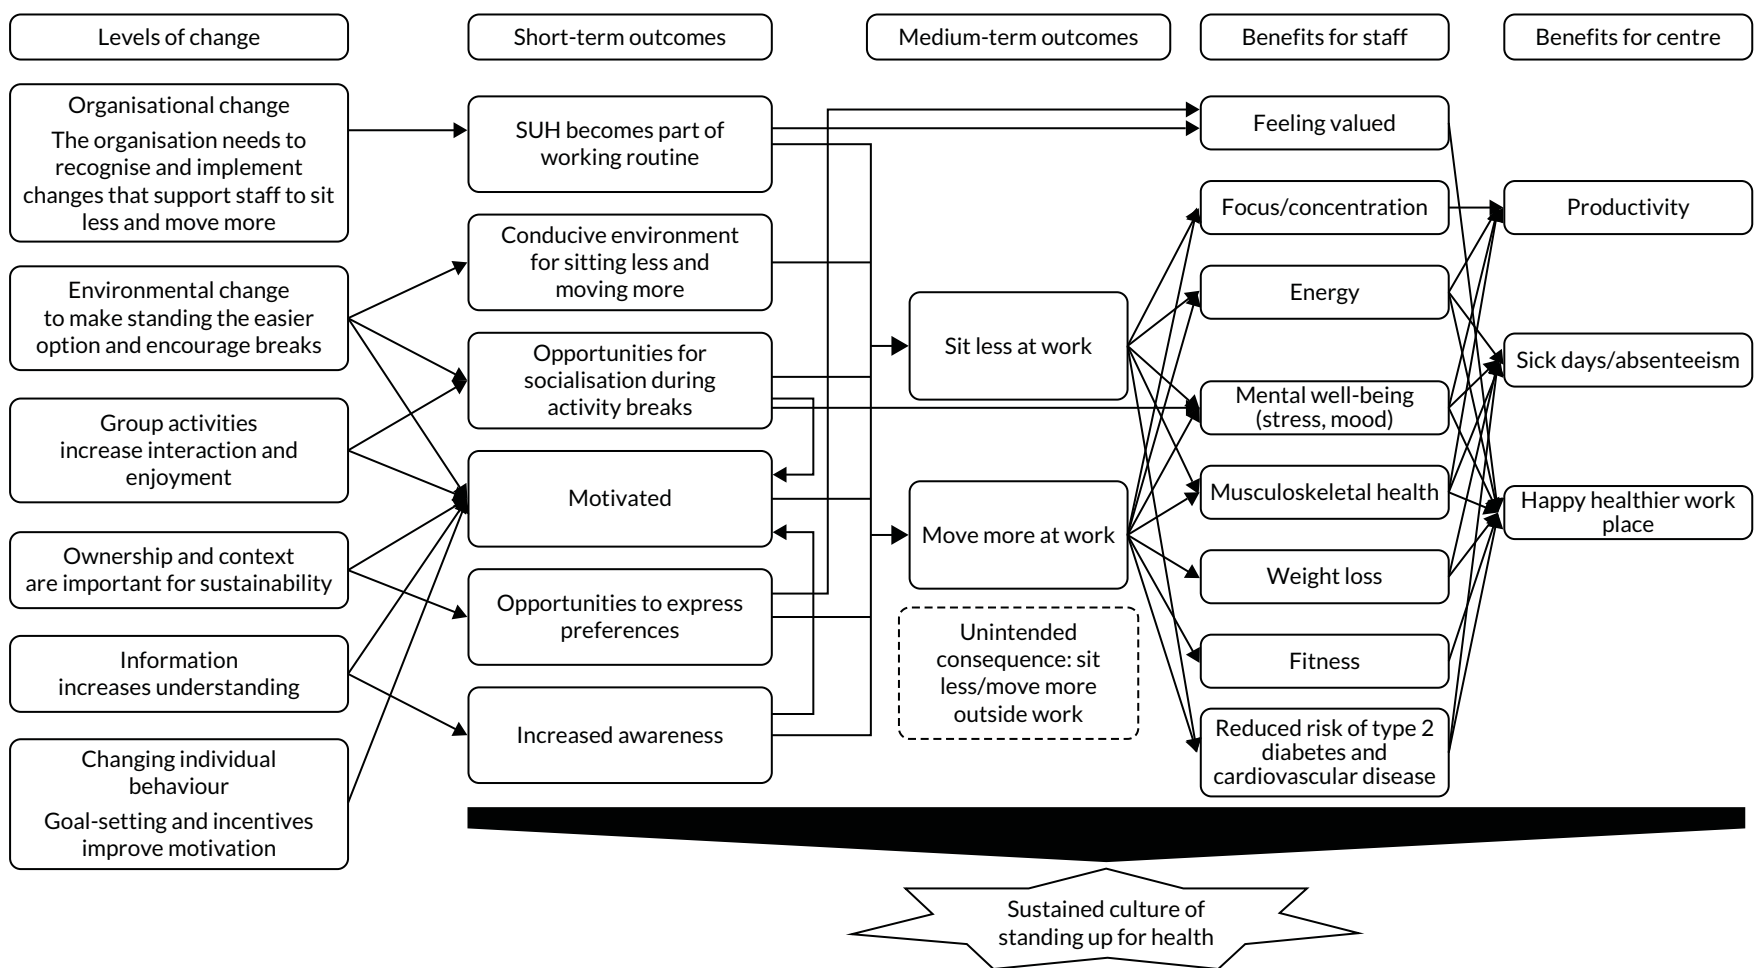 Levels of change
Short-term outcomes
Medium-term outcomes
Benefits for staff
Benefits for centre
Organisational change
The organisation needs to
recognise and implement
changes that support staff to sit
less and move more
Environmental change
to make standing the easier
option and encourage breaks
Group activities
increase interaction and
enjoyment
Ownership and context
are important for sustainability
Information
increases understanding
Changing individual
behaviour
Goal-setting and incentives
improve motivation
SUH becomes part of
working routine
Conducive environment
for sitting less and
moving more
Opportunities for
socialisation during
activity breaks
Motivated
Opportunities to express
preferences
Increased awareness
Sit less at work
Move more at work
Unintended
consequence: sit
less/move more
outside work
Feeling valued
Focus/concentration
Energy
Mental well-being
(stress, mood)
Musculoskeletal health
Weight loss
Fitness
Reduced risk of type 2
diabetes and
cardiovascular disease
Productivity
Sick days/absenteeism
Happy healthier work
place
Sustained culture of
standing up for health